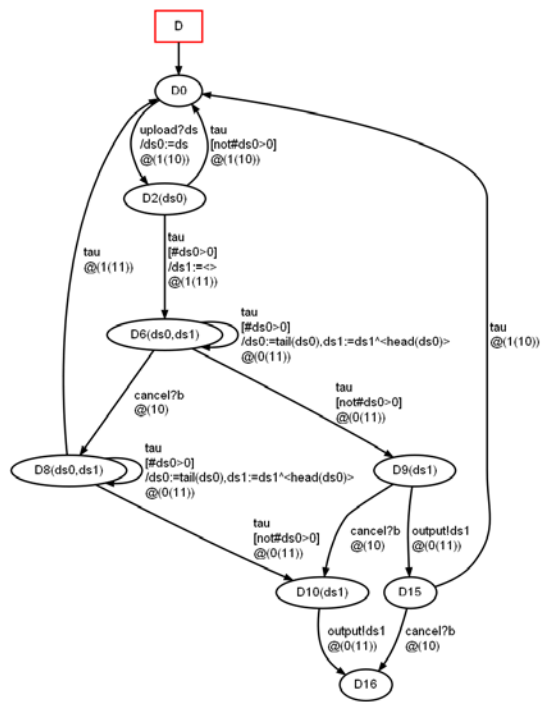 D
D0
upload?ds
/ds0:=ds
@(1(10))
tau
[not#ds0>0]
@(1(10))
D2(ds0)
tau
@(1(11))
tau
[#ds0>0]
/ds1:=<>
@(1(11))
tau
@(1(10))
D6(ds0,ds1)
tau
[#ds0>0]
/ds0:=tail(ds0),ds1:=ds1^<head(ds0)>
@(0(11))
cancel?b
@(10)
tau
[not#ds0>0]
@(0(11))
D8(ds0,ds1)
tau
[#ds0>0]
/ds0:=tail(ds0),ds1:=ds1^<head(ds0)>
@(0(11))
D9(ds1)
tau
[not#ds0>0]
@(0(11))
cancel?b
@(10)
output!ds1
@(0(11))
D10(ds1)
D15
output!ds1
@(0(11))
cancel?b
@(10)
D16